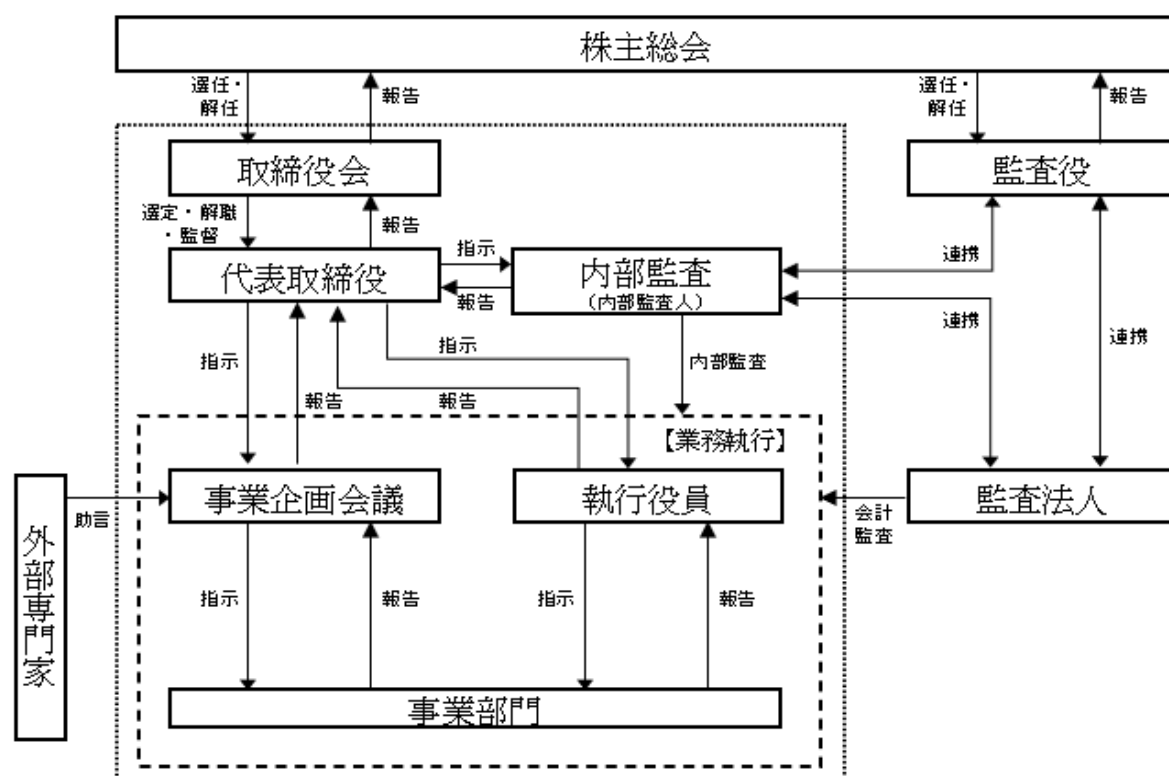 株主総会
選任・
解任
報告
選任・
解任
報告
取締役会
監査役
選定・解職
・監督
報告
指示
連携
代表取締役
内部監査
(内部監査人)
報告
連携
連携
指示
指示
内部監査
報告
報告
【業務執行】
事業企画会議
執行役員
監査法人
助言
会計
監査
外部専門家
指示
報告
指示
報告
事業部門